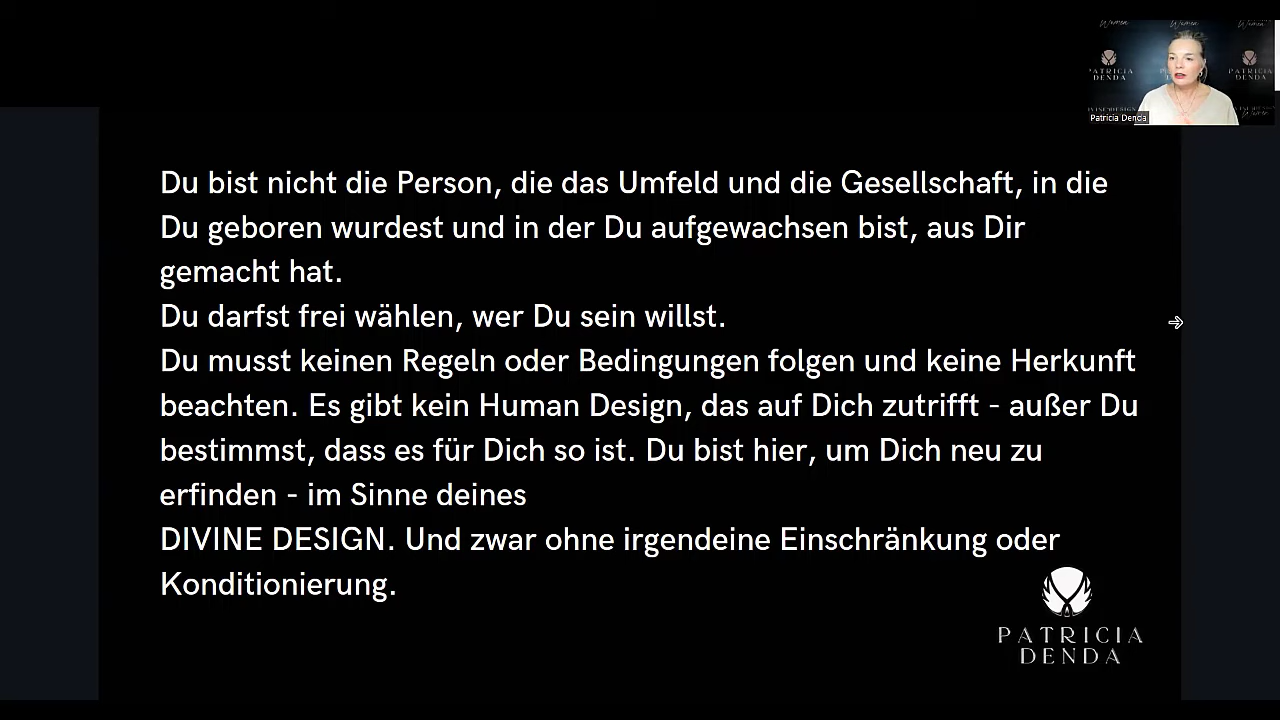 PATRICIA
DENDA
PATRICIA
DENDA
Patricia Denda
Du bist nicht die Person, die das Umfeld und die Gesellschaft, in die
Du geboren wurdest und in der Du aufgewachsen bist, aus Dir
gemacht hat.
Du darfst frei wählen, wer Du sein willst.
Du musst keinen Regeln oder Bedingungen folgen und keine Herkunft
beachten. Es gibt kein Human Design, das auf Dich zutrifft - außer Du
bestimmst, dass es für Dich so ist. Du bist hier, um Dich neu zu
erfinden - im Sinne deines
DIVINE DESIGN. Und zwar ohne irgendeine Einschränkung oder
Konditionierung.
PATRICIA
DENDA